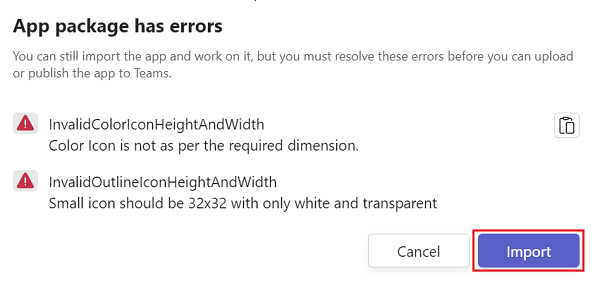 App package has errors
You can still import the app and work on it, but you must resolve these errors before you can upload
or publish the app to Teams.
InvalidColorIconHeightAndWidth
Color Icon is not as per the required dimension.
InvalidOutlineIconHeightAndWidth
Small icon should be 32x32 with only white and transparent
Cancel
Import